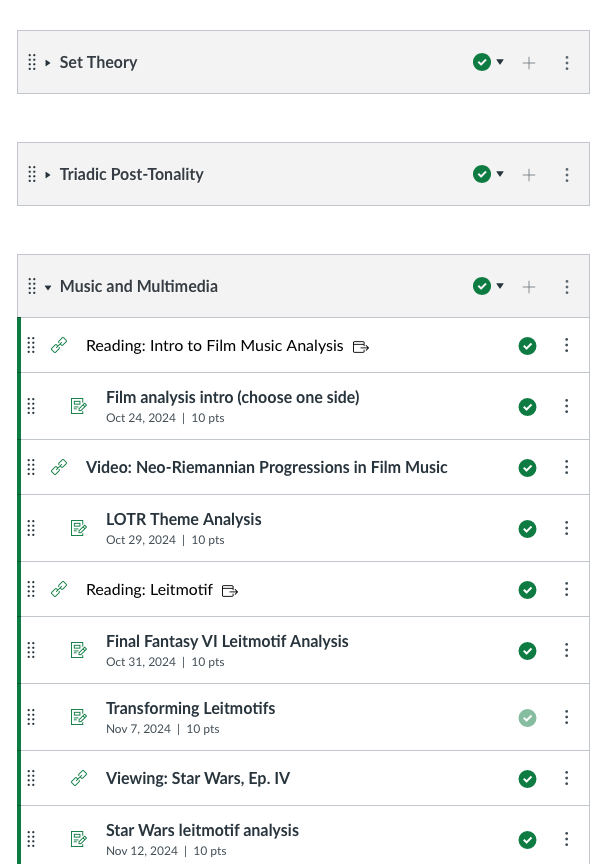 Set Theory
Triadic Post-Tonality
Music and Multimedia
Reading: Intro to Film Music Analysis
Film analysis intro (choose one side)
Oct 24, 2024 | 10 pts
Video: Neo-Riemannian Progressions in Film Music
LOTR Theme Analysis
Oct 29, 2024 | 10 pts
Reading: Leitmotif
Final Fantasy VI Leitmotif Analysis
Oct 31, 2024 | 10 pts
Transforming Leitmotifs
Nov 7, 2024 | 10 pts
Viewing: Star Wars, Ep. IV
Star Wars leitmotif analysis
Nov 12, 2024 | 10 pts